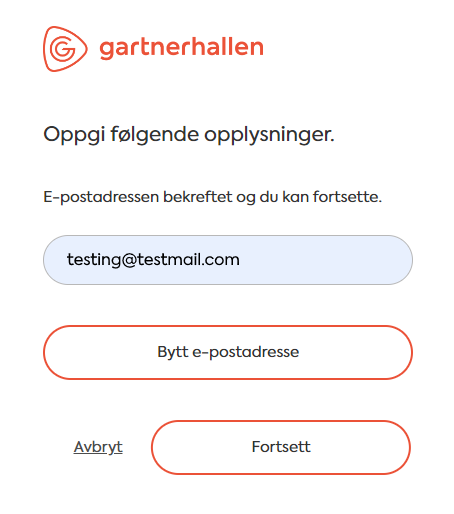 gartnerhallen
Oppgi følgende opplysninger.
E-postadressen bekreftet og du kan fortsette.
testing@testmail.com
Bytt e-postadresse
Avbryt
Fortsett